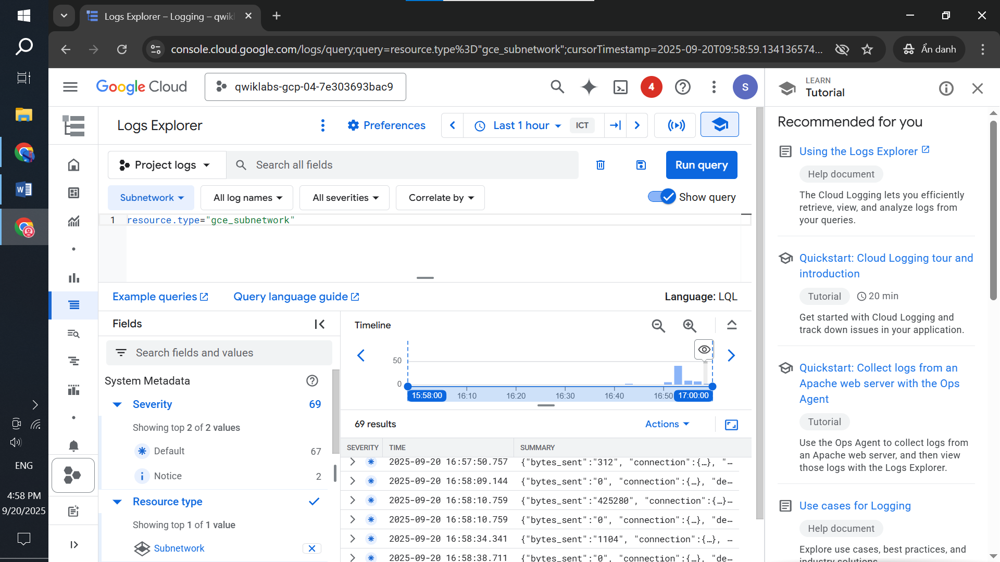 Logs Explorer – Logging – qwikl
console.cloud.google.com/logs/query;query=resource.type%3D"gce_subnetwork";cursorTimestamp=2025-09-20T09:58:59.134136574...
Ẩn danh
Google Cloud
qwiklabs-gcp-04-7e303693bac9
4
S
LEARN
Tutorial
Logs Explorer
Preferences
Last 1 hour
ICT
Project logs
Search all fields
Run query
Subnetwork
All log names
All severities
Correlate by
Show query
1
resource.type="gce_subnetwork"
Example queries
Query language guide
Language: LQL
Fields
Search fields and values
System Metadata
Severity
69
Showing top 2 of 2 values
Default
67
Notice
2
Resource type
Showing top 1 of 1 value
Subnetwork
Timeline
50
0
15:58:00
16:10
16:20
16:30
16:40
16:50
17:00:00
69 results
Actions
SEVERITY
TIME
SUMMARY
2025-09-20 16:57:50.757 {"bytes_sent":"312", "connection":{…}, "…
2025-09-20 16:58:09.144 {"bytes_sent":"0", "connection":{…}, "de…
2025-09-20 16:58:10.759 {"bytes_sent":"425280", "connection":{…}…
2025-09-20 16:58:10.759 {"bytes_sent":"0", "connection":{…}, "de…
2025-09-20 16:58:34.341 {"bytes_sent":"1104", "connection":{…}, …
2025-09-20 16:58:38.711 {"bytes_sent":"0", "connection":{…}, "de…
Recommended for you
Using the Logs Explorer
Help document
The Cloud Logging lets you efficiently
retrieve, view, and analyze logs from
your queries.
Quickstart: Cloud Logging tour and
introduction
Tutorial
20 min
Get started with Cloud Logging and
track down issues in your application.
Quickstart: Collect logs from an
Apache web server with the Ops
Agent
Tutorial
Use the Ops Agent to collect logs from
an Apache web server, and then view
those logs with the Logs Explorer.
Use cases for Logging
Help document
Explore use cases, best practices, and
industry solutions
W
ENG
4:58 PM
9/20/2025